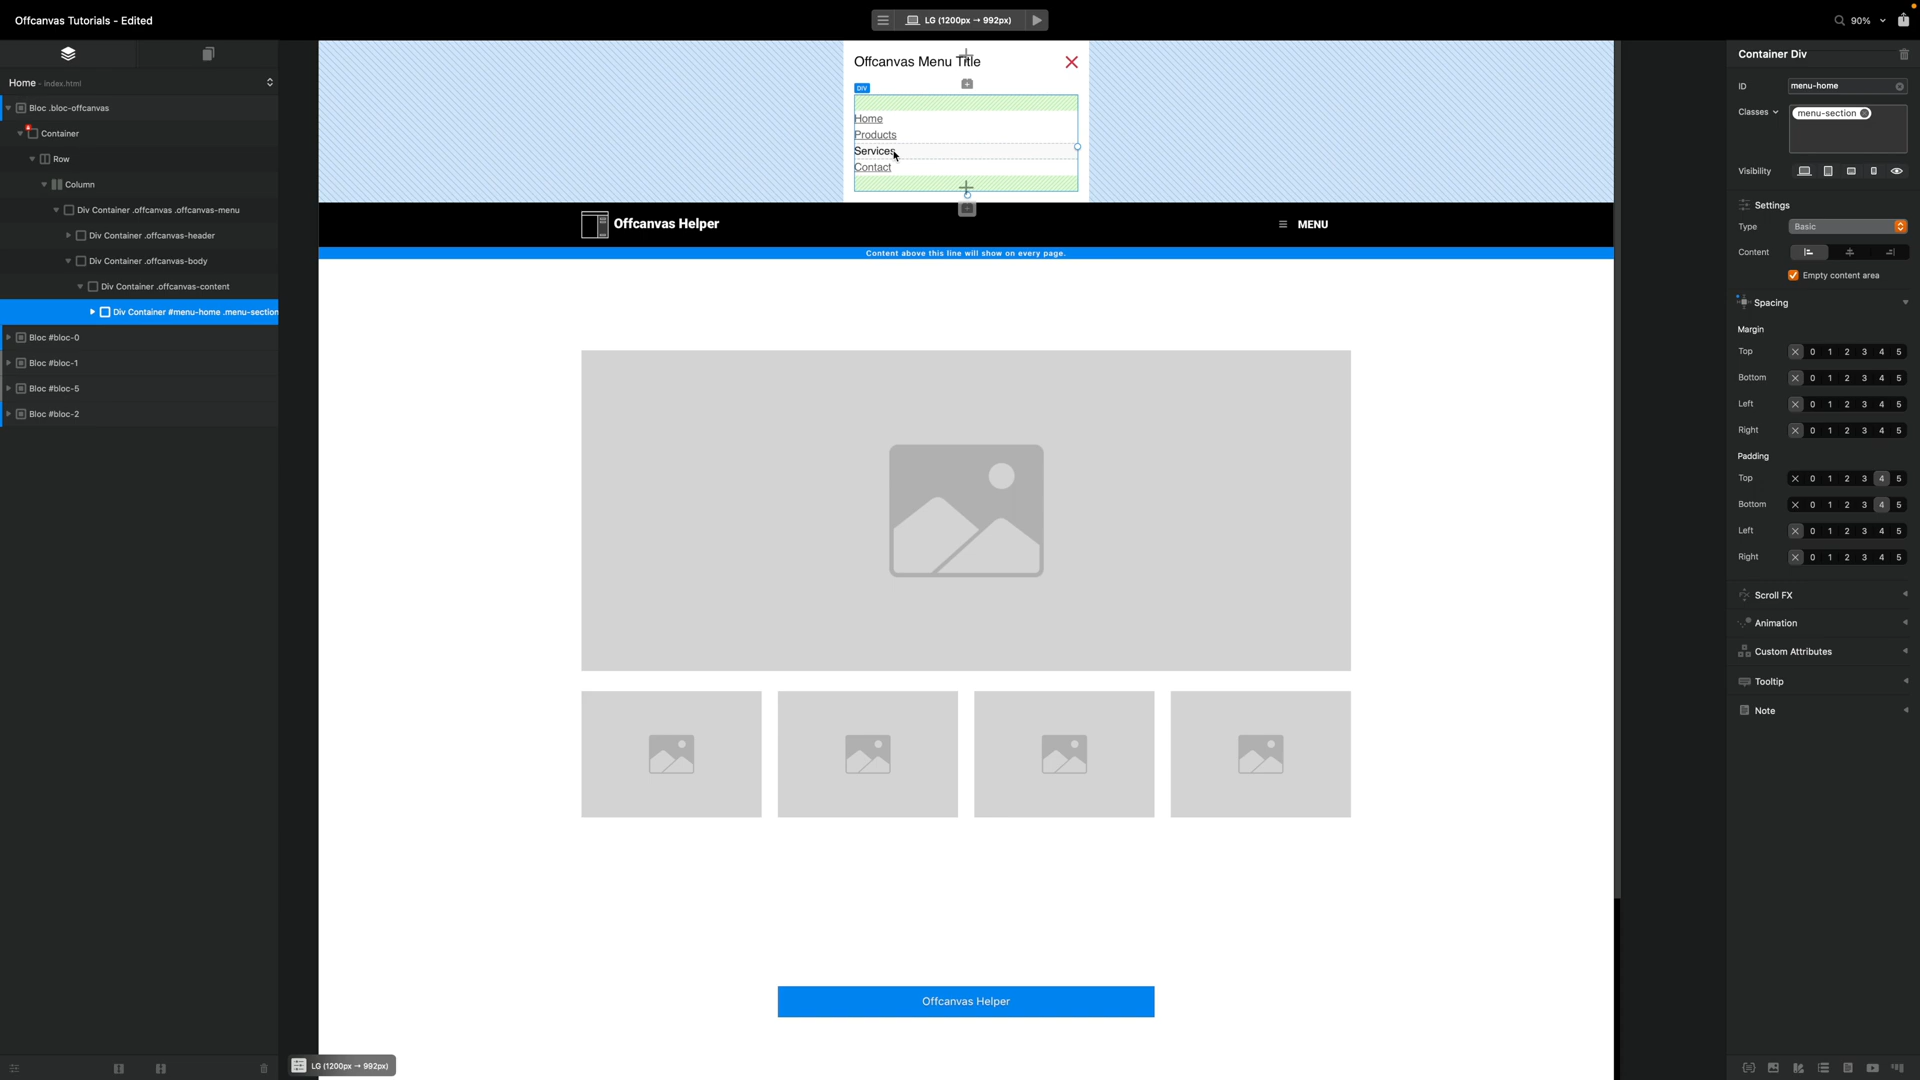 Offcanvas Tutorials - Edited
LG (1200px → 992px)
90%
Home - index.html
Bloc .bloc-offcanvas
Container
Row
Column
Div Container .offcanvas .offcanvas-menu
Div Container .offcanvas-header
Div Container .offcanvas-body
Div Container .offcanvas-content
Div Container #menu-home .menu-section
Bloc #bloc-0
Bloc #bloc-1
Bloc #bloc-5
Bloc #bloc-2
Offcanvas Menu Title
DIV
Home
Products
Services
Contact
Offcanvas Helper
MENU
Content above this line will show on every page.
Offcanvas Helper
LG (1200px → 992px)
Container Div
ID menu-home
Classes menu-section
Visibility
Settings
Type Basic
Content
Empty content area
Spacing
Margin
Top 0 1 2 3 4 5
Bottom 0 1 2 3 4 5
Left 0 1 2 3 4 5
Right 0 1 2 3 4 5
Padding
Top 0 1 2 3 4 5
Bottom 0 1 2 3 4 5
Left 0 1 2 3 4 5
Right 0 1 2 3 4 5
Scroll FX
Animation
Custom Attributes
Tooltip
Note